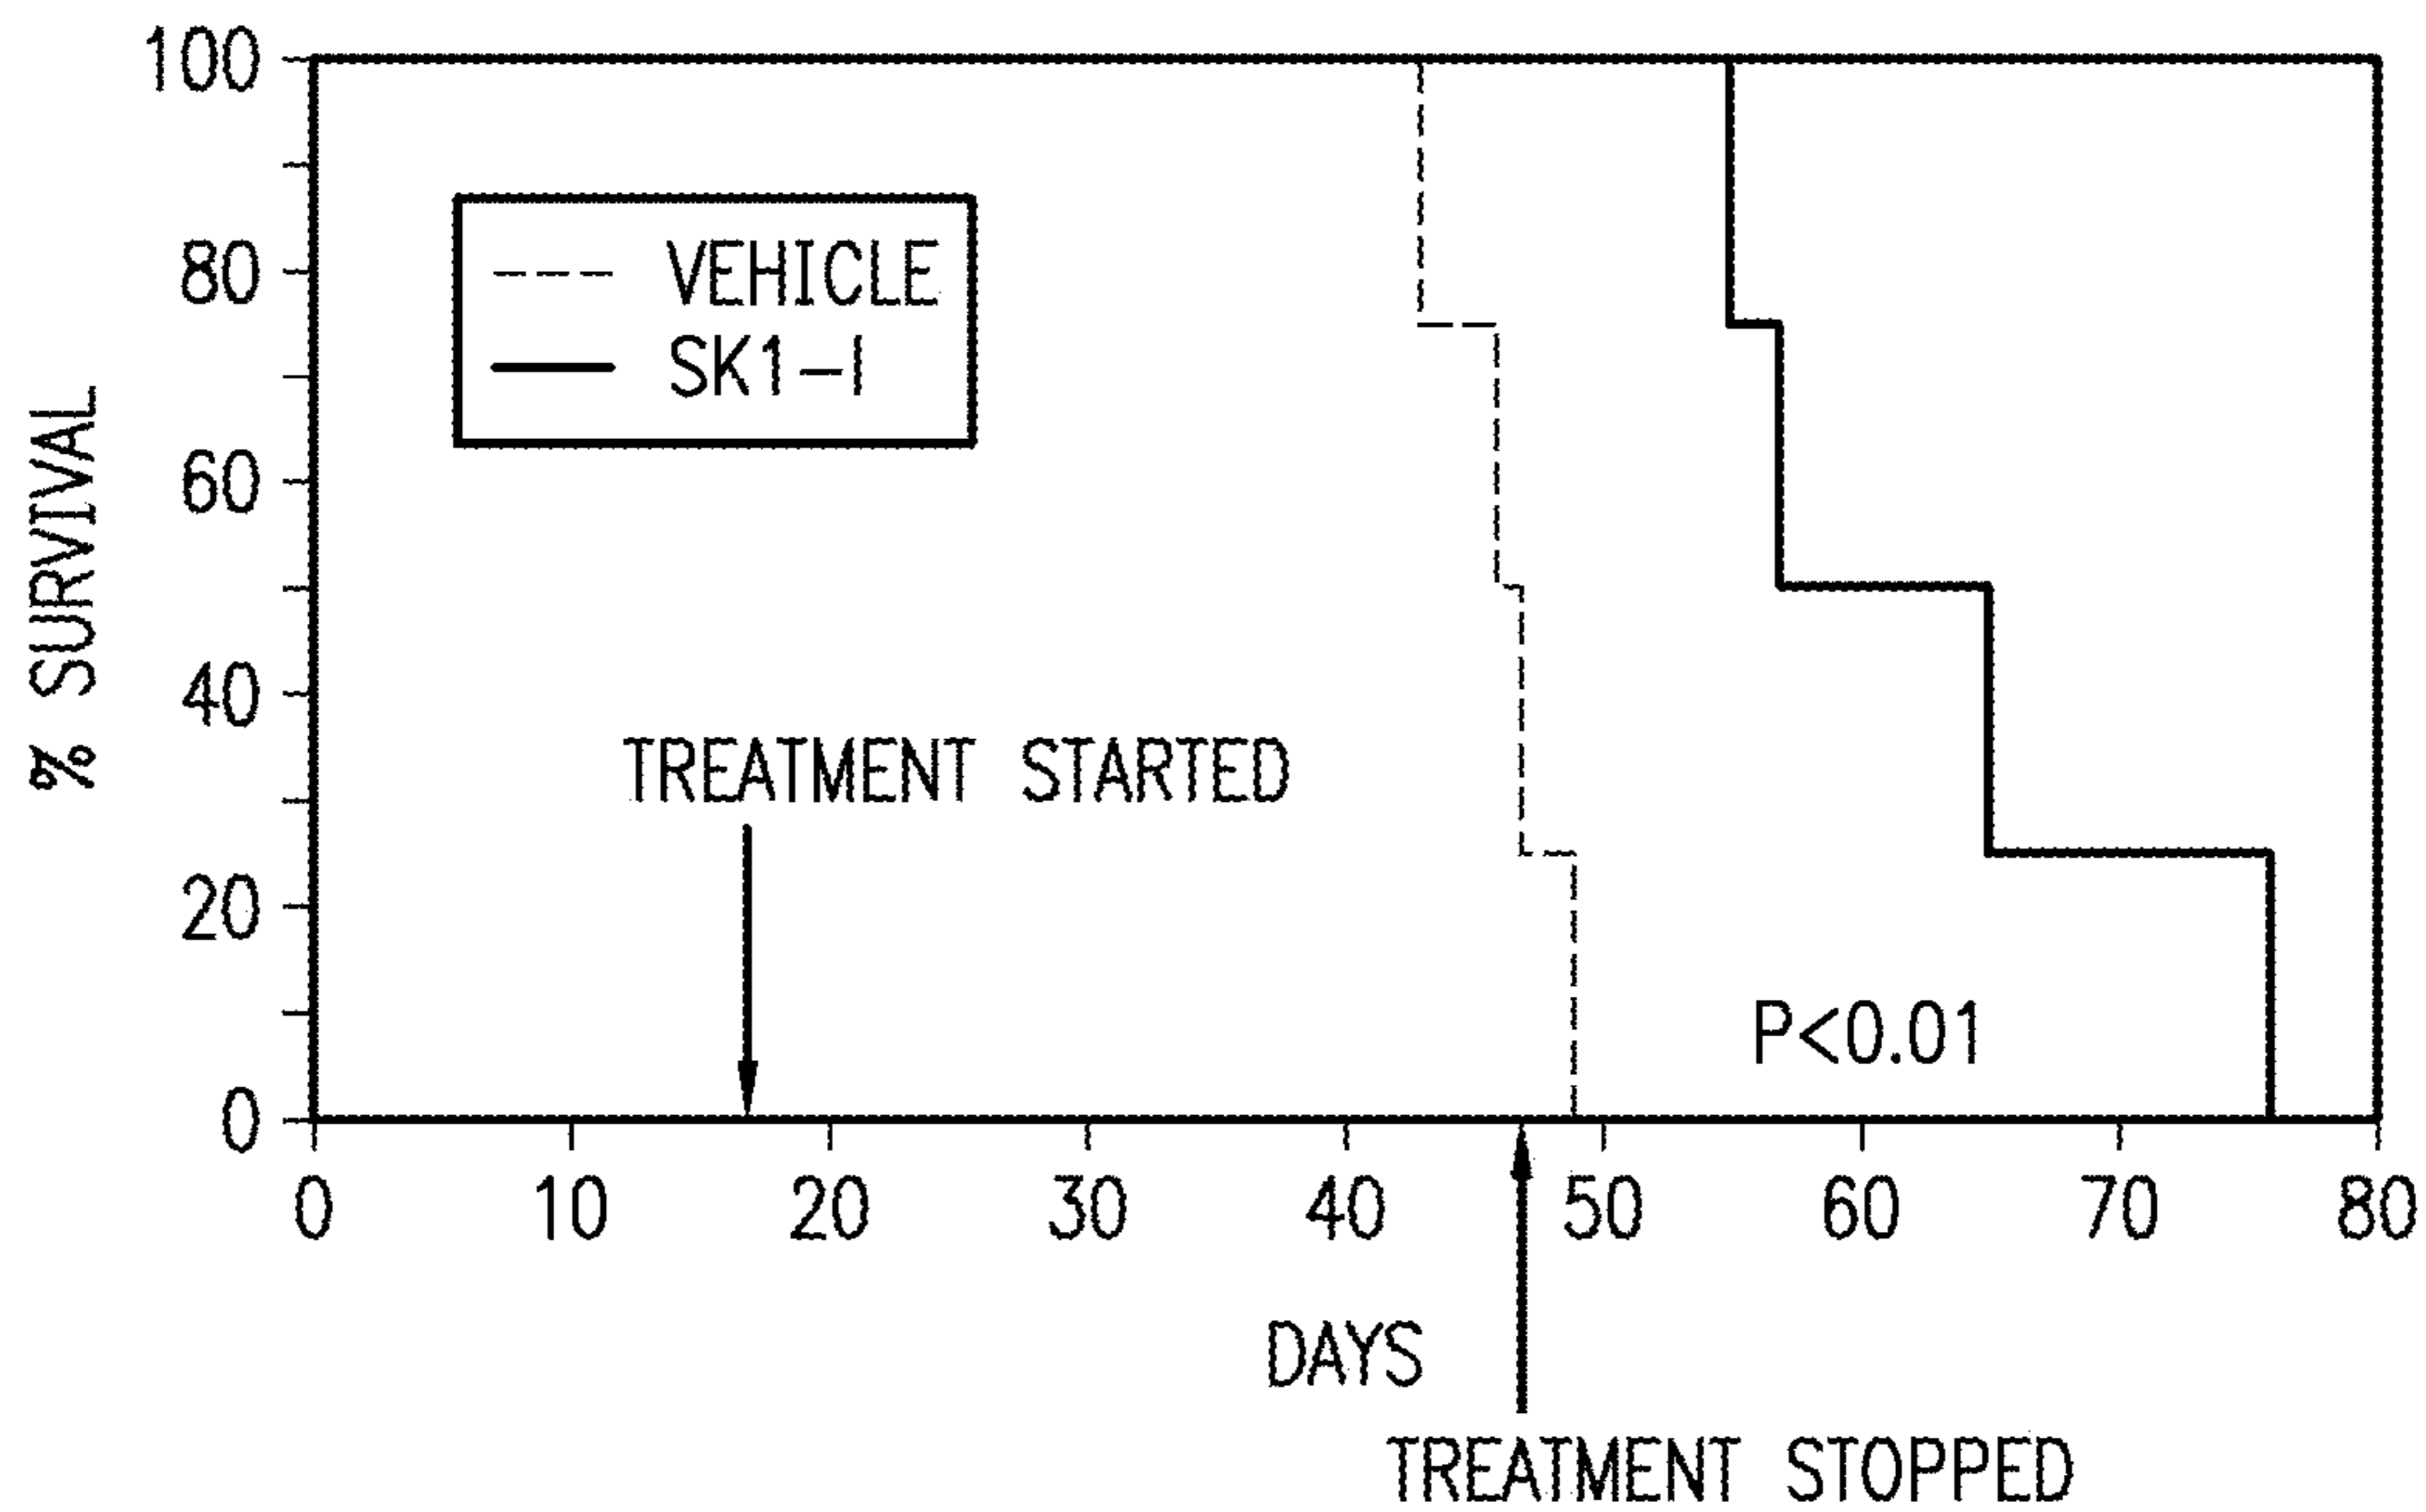 100
80
60
40
20
0
% SURVIVAL
VEHICLE
SK1-I
TREATMENT STARTED
P<0.01
0 10 20 30 40 50 60 70 80
DAYS
TREATMENT STOPPED